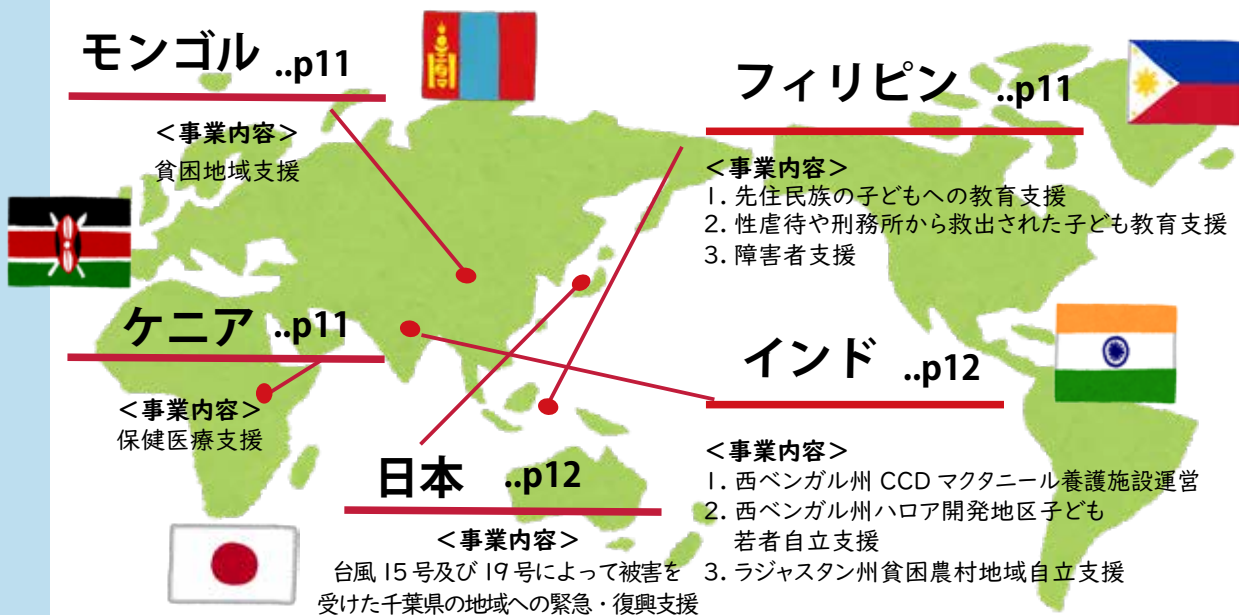 モンゴル ..p11
＜事業内容＞
貧困地域支援
フィリピン ..p11
＜事業内容＞
1. 先住民族の子どもへの教育支援
2. 性虐待や刑務所から救出された子ども教育支援
3. 障害者支援
ケニア ..p11
＜事業内容＞
保健医療支援
インド ..p12
＜事業内容＞
1. 西ベンガル州 CCD マクタニール養護施設運営
2. 西ベンガル州ハロア開発地区子ども
若者自立支援
3. ラジャスタン州貧困農村地域自立支援
日本 ..p12
＜事業内容＞
台風 15 号及び 19 号によって被害を
受けた千葉県の地域への緊急・復興支援